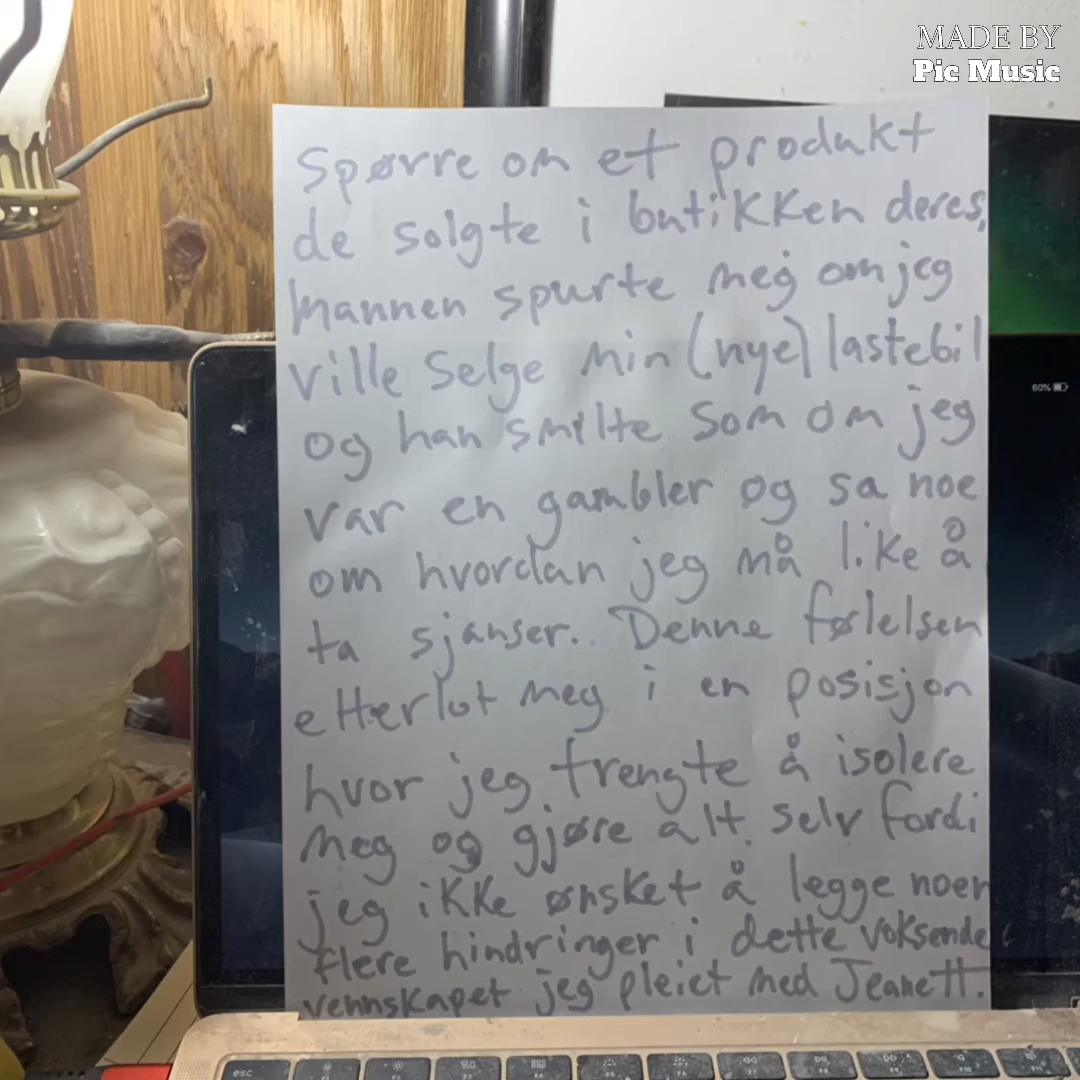 MADE BY
Pic Music
spørre om et produkt
de solgte i butikken deres,
mannen spurte meg om jeg
ville selge min (nye) lastebil
og han smilte som om jeg
var en gambler og sa noe
om hvordan jeg må like å
ta sjanser. Denne følelsen
etterlot meg i en posisjon
hvor jeg trengte å isolere
meg og gjøre alt selv fordi
jeg ikke ønsket å legge noen
flere hindringer i dette voksende
vennskapet jeg pleiet med Jeanett.
60%
esc